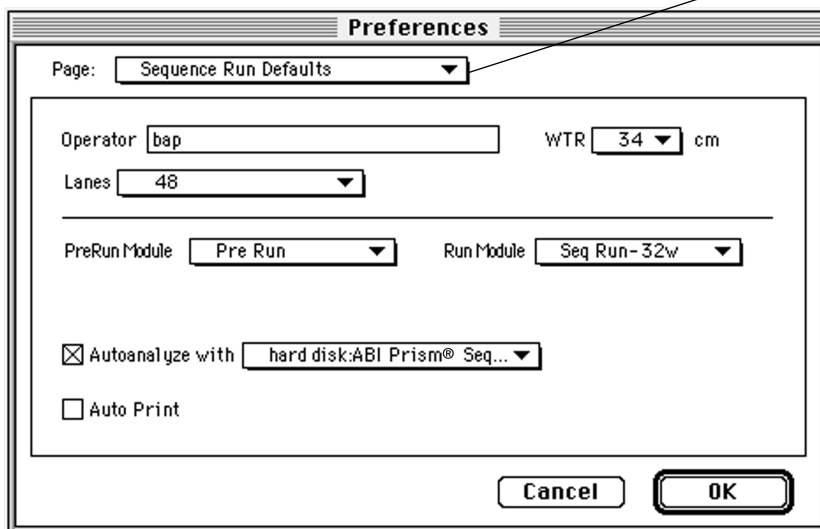 Preferences
Page: Sequence Run Defaults
Operator bap WTR 34 cm
Lanes 48
PreRun Module Pre Run Run Module Seq Run-32w
Autoanalyze with hard disk:ABI Prism® Seq...
Auto Print
Cancel OK